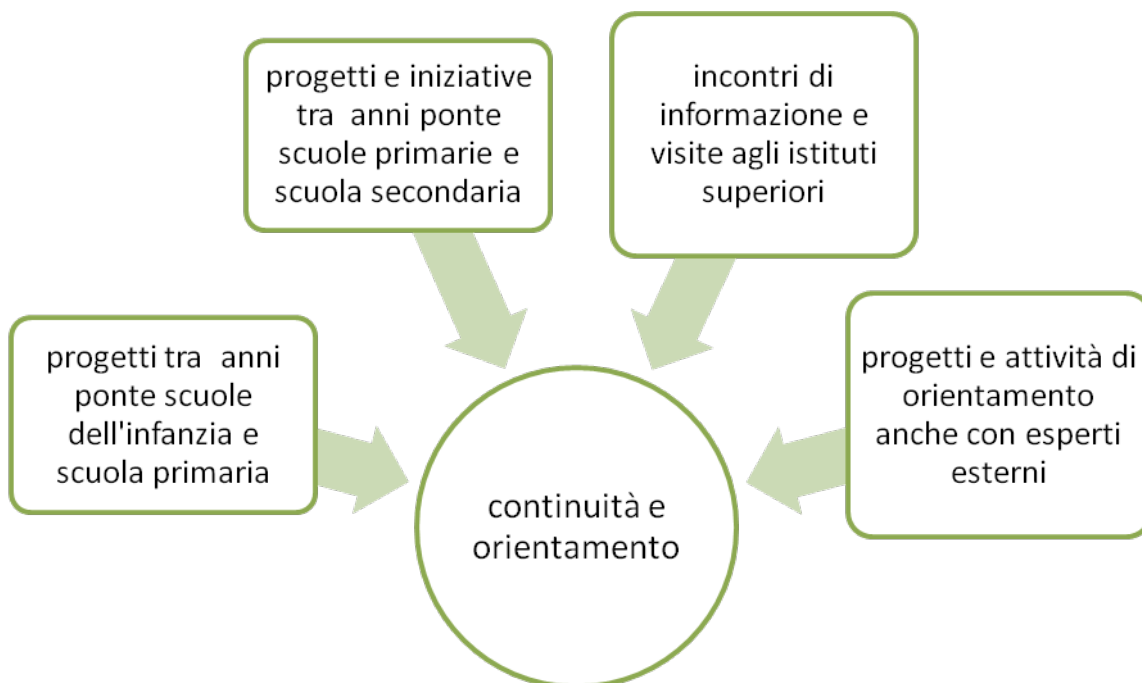 progetti e iniziative
tra anni ponte
scuole primarie e
scuola secondaria
incontri di
informazione e
visite agli istituti
superiori
progetti tra anni
ponte scuole
dell'infanzia e
scuola primaria
progetti e attività di
orientamento
anche con esperti
esterni
continuità e
orientamento